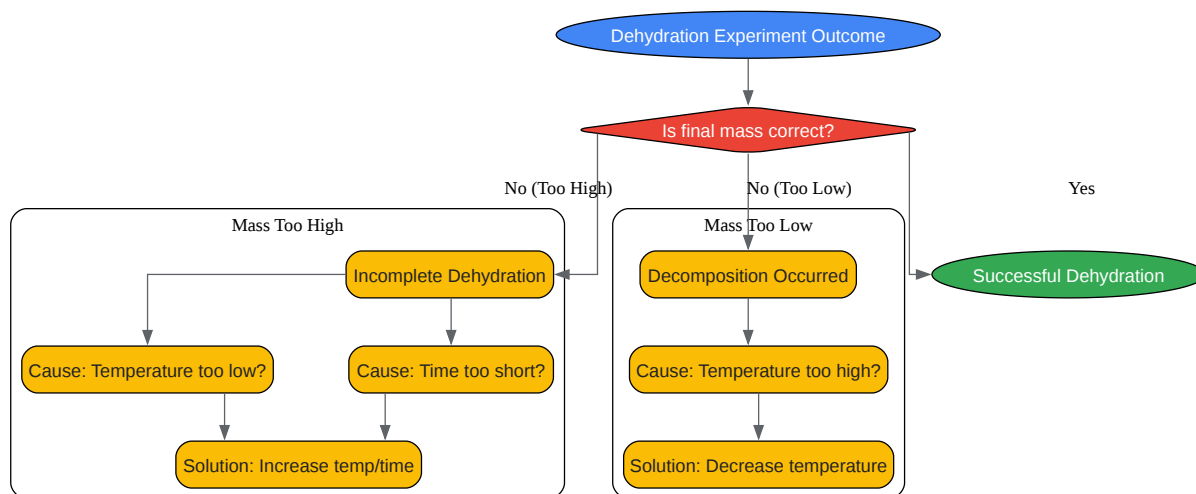 Dehydration Experiment Outcome
Is final mass correct?
No (Too High)
No (Too Low)
Yes
Mass Too High
Mass Too Low
Incomplete Dehydration
Decomposition Occurred
Successful Dehydration
Cause: Temperature too low?
Cause: Time too short?
Cause: Temperature too high?
Solution: Increase temp/time
Solution: Decrease temperature